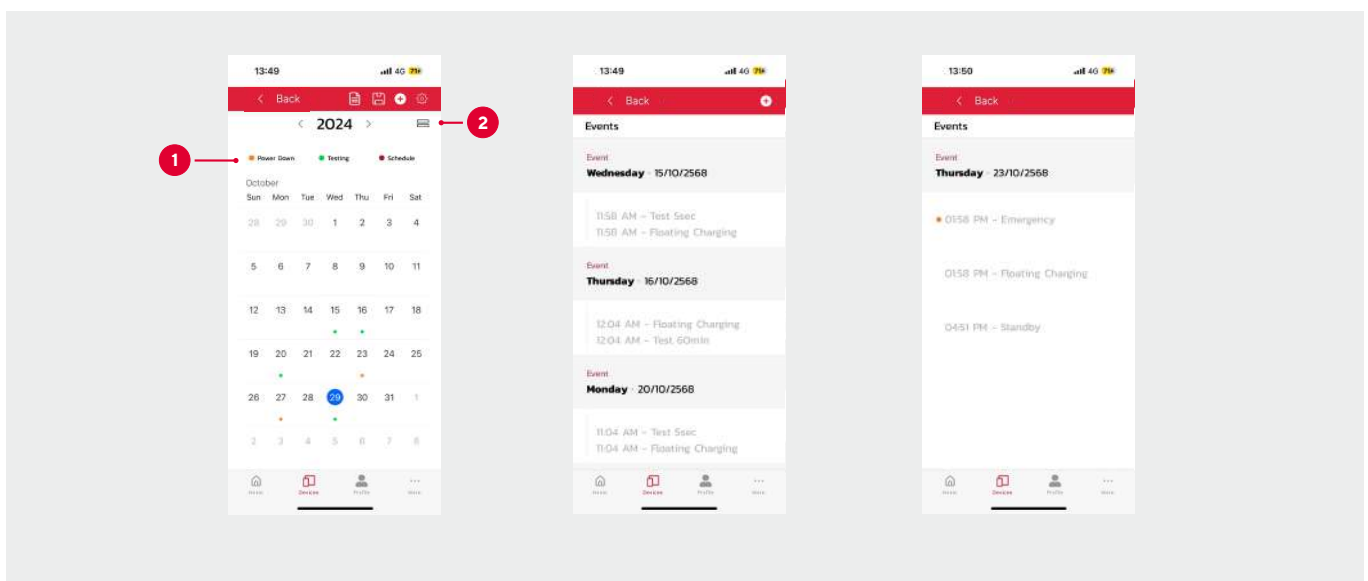 13:49 4G 71
Back
2024
Power Down Testing Schedule
October
Sun Mon Tue Wed Thu Fri Sat
28 29 30 1 2 3 4
5 6 7 8 9 10 11
12 13 14 15 16 17 18
19 20 21 22 23 24 25
26 27 28 29 30 31 1
2 3 4 5 6 7 8
Home Devices Profile More
1
2
13:49 4G 71
Back
Events
Event
Wednesday · 15/10/2568
11:58 AM – Test 5sec
11:58 AM – Floating Charging
Event
Thursday · 16/10/2568
12:04 AM – Floating Charging
12:04 AM – Test 60min
Event
Monday · 20/10/2568
11:04 AM – Test 5sec
11:04 AM – Floating Charging
Home Devices Profile More
13:50 4G 71
Back
Events
Event
Thursday · 23/10/2568
01:58 PM – Emergency
01:58 PM – Floating Charging
04:51 PM – Standby
Home Devices Profile More